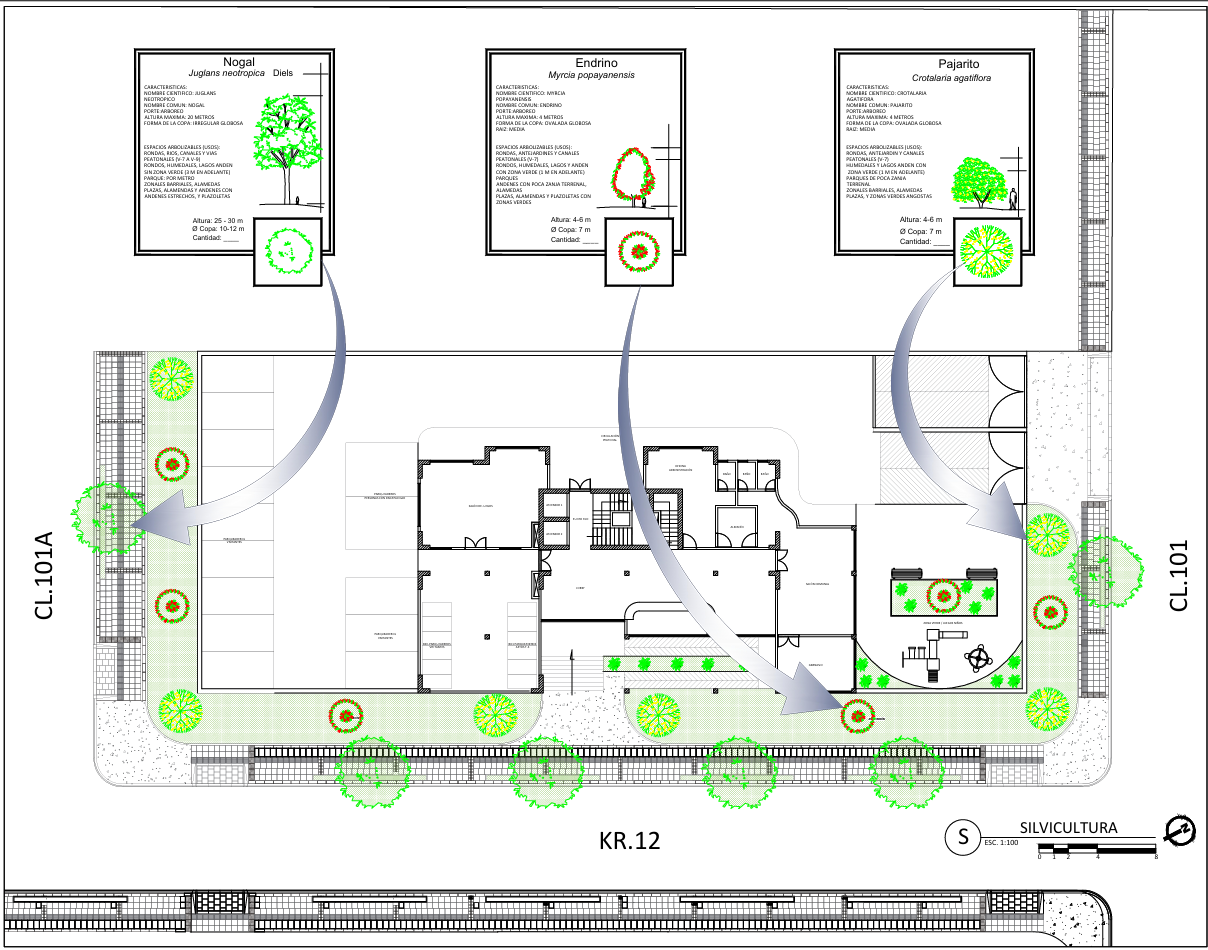 Nogal
Juglans neotropica Diels
CARACTERISTICAS:
NOMBRE CIENTIFICO: JUGLANS
NEOTROPICO
NOMBRE COMUN: NOGAL
PORTE ARBOREO
ALTURA MAXIMA: 20 METROS
FORMA DE LA COPA: IRREGULAR GLOBOSA
ESPACIOS ARBOLIZABLES (USOS):
RONDAS, RIOS, CANALES Y VIAS
PEATONALES (V-7 A V-9)
RONDOS, HUMEDALES, LAGOS ANDEN
SIN ZONA VERDE (3 M EN ADELANTE)
PARQUE: POR METRO
ZONALES BARRIALES, ALAMEDAS
PLAZAS, ALAMENDAS Y ANDENES CON
ANDENES ESTRECHOS, Y PLAZOLETAS
Altura: 25 - 30 m
Ø Copa: 10-12 m
Cantidad: ____
Endrino
Myrcia popayanensis
CARACTERISTICAS:
NOMBRE CIENTIFICO: MYRCIA
POPAYANENSIS
NOMBRE COMUN: ENDRINO
PORTE:ARBOREO
ALTURA MAXIMA: 4 METROS
FORMA DE LA COPA: OVALADA GLOBOSA
RAIZ: MEDIA
ESPACIOS ARBOLIZABLES (USOS):
RONDAS, ANTEJARDINES Y CANALES
PEATONALES (V-7)
RONDOS, HUMEDALES, LAGOS Y ANDEN
CON ZONA VERDE (1 M EN ADELANTE)
PARQUES
ANDENES CON POCA ZANJA TERRENAL,
ALAMEDAS
PLAZAS, ALAMENDAS Y PLAZOLETAS CON
ZONAS VERDES
Altura: 4-6 m
Ø Copa: 7 m
Cantidad: ____
Pajarito
Crotalaria agatiflora
CARACTERISTICAS:
NOMBRE CIENTIFICO: CROTALARIA
AGATIFORA
NOMBRE COMUN: PAJARITO
PORTE:ARBOREO
ALTURA MAXIMA: 4 METROS
FORMA DE LA COPA: OVALADA GLOBOSA
RAIZ: MEDIA
ESPACIOS ARBOLIZABLES (USOS):
RONDAS, ANTEJARDIN Y CANALES
PEATONALES (V-7)
HUMEDALES Y LAGOS ANDEN CON
ZONA VERDE (1 M EN ADELANTE)
PARQUES DE POCA ZANJA
TERRENAL
ZONALES BARRIALES, ALAMEDAS
PLAZAS, Y ZONAS VERDES ANGOSTAS
Altura: 4-6 m
Ø Copa: 7 m
Cantidad: ____
CL.101A
CL.101
LOBBY
KR.12
S
SILVICULTURA
ESC. 1:100
0 1 2 4 8
N